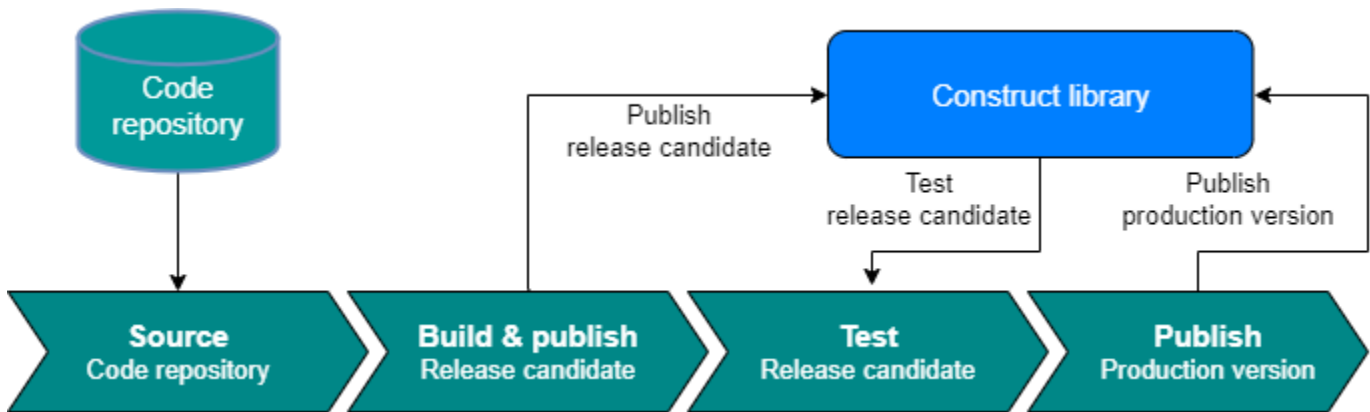 Code
repository
Construct library
Publish
release candidate
Test
release candidate
Publish
production version
Source
Code repository
Build & publish
Release candidate
Test
Release candidate
Publish
Production version